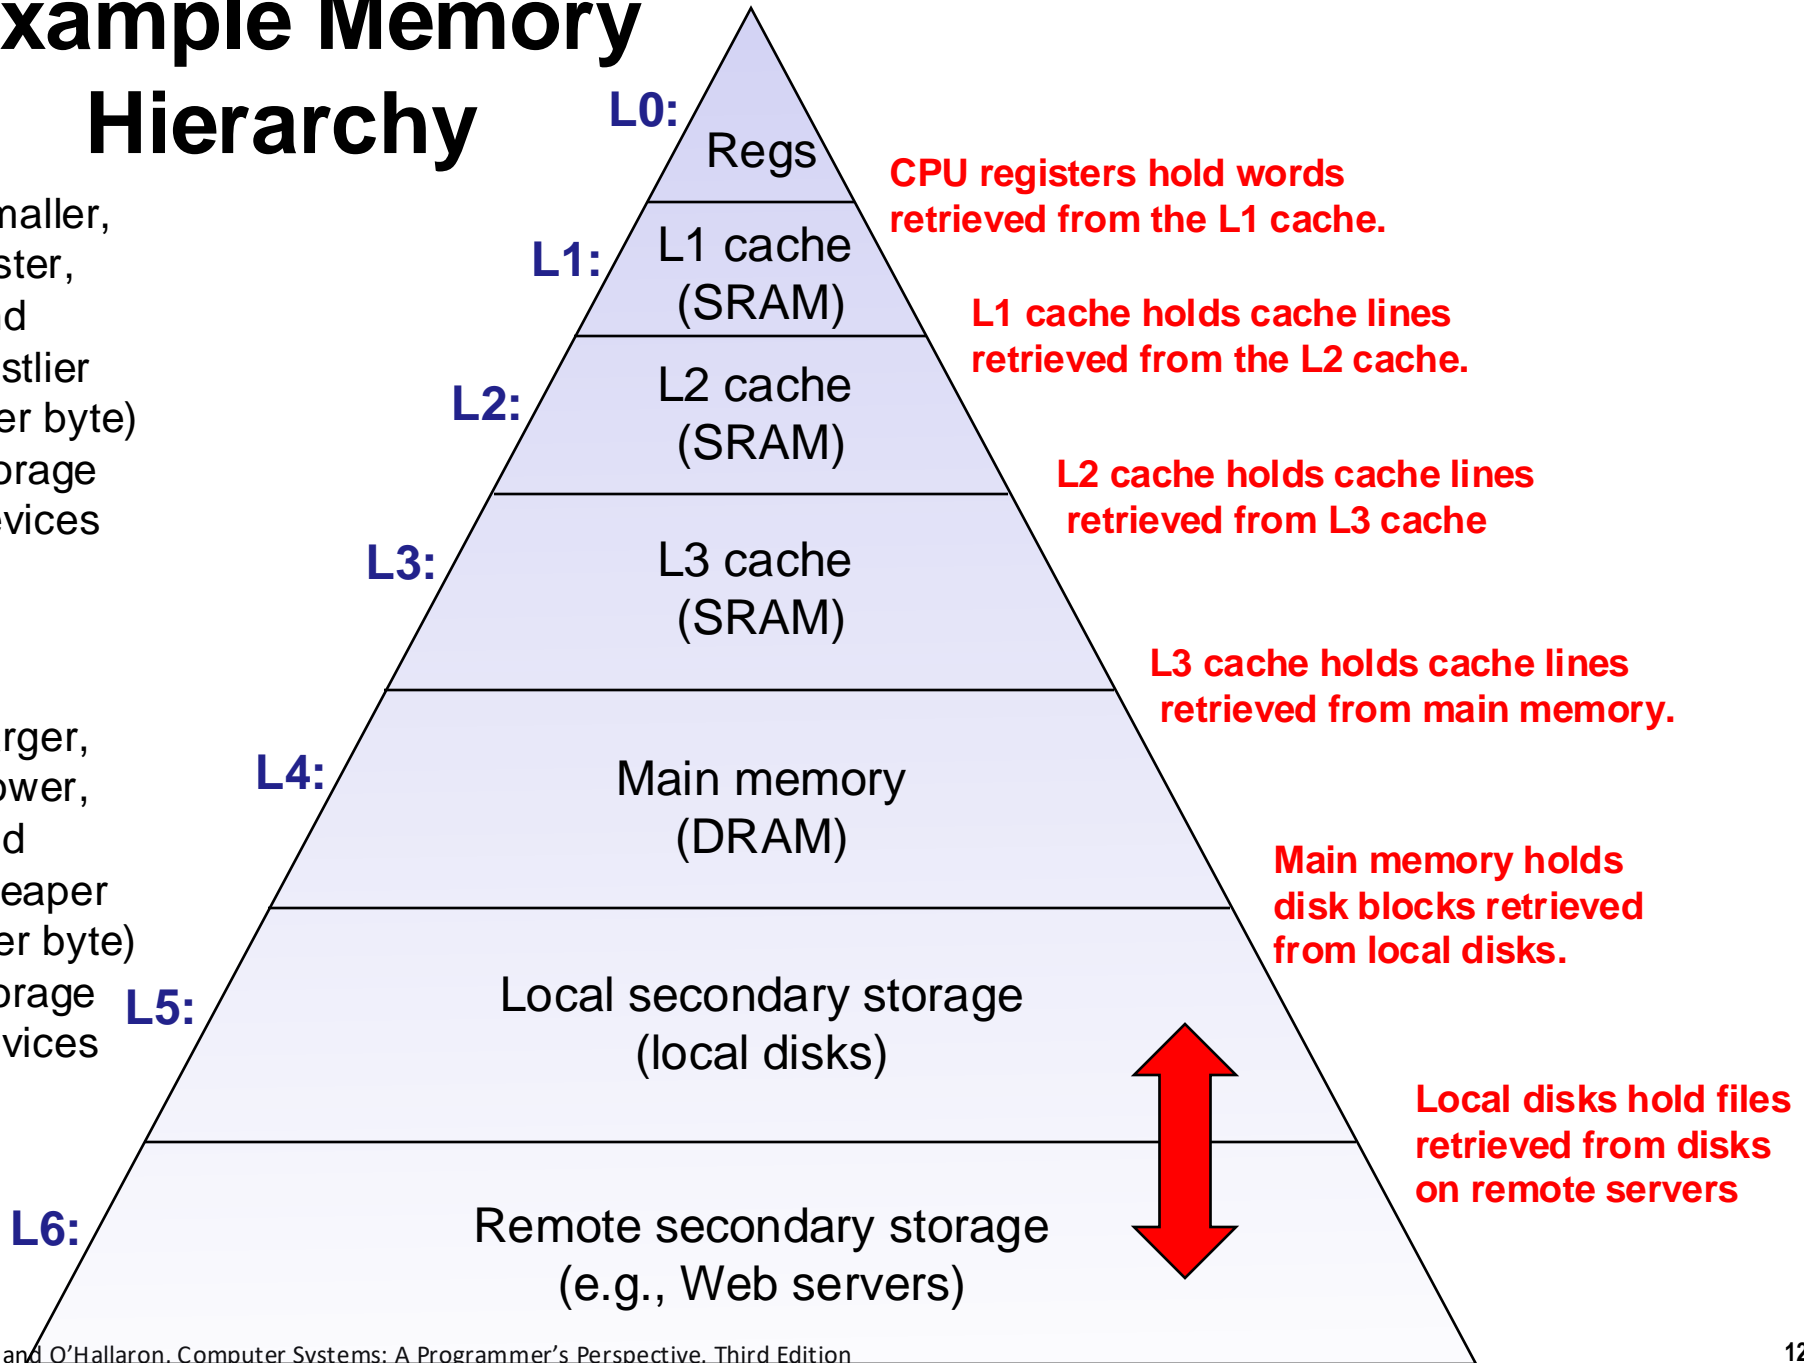 xample Memory
Hierarchy
maller,
ster,
nd
stlier
er byte)
orage
evices
arger,
ower,
nd
eaper
er byte)
orage
vices
L0:
Regs
CPU registers hold words
retrieved from the L1 cache.
L1:
L1 cache
(SRAM)
L1 cache holds cache lines
retrieved from the L2 cache.
L2:
L2 cache
(SRAM)
L2 cache holds cache lines
retrieved from L3 cache
L3:
L3 cache
(SRAM)
L3 cache holds cache lines
retrieved from main memory.
L4:
Main memory
(DRAM)
Main memory holds
disk blocks retrieved
from local disks.
L5:
Local secondary storage
(local disks)
Local disks hold files
retrieved from disks
on remote servers
L6:
Remote secondary storage
(e.g., Web servers)
and O’Hallaron, Computer Systems: A Programmer’s Perspective, Third Edition
12